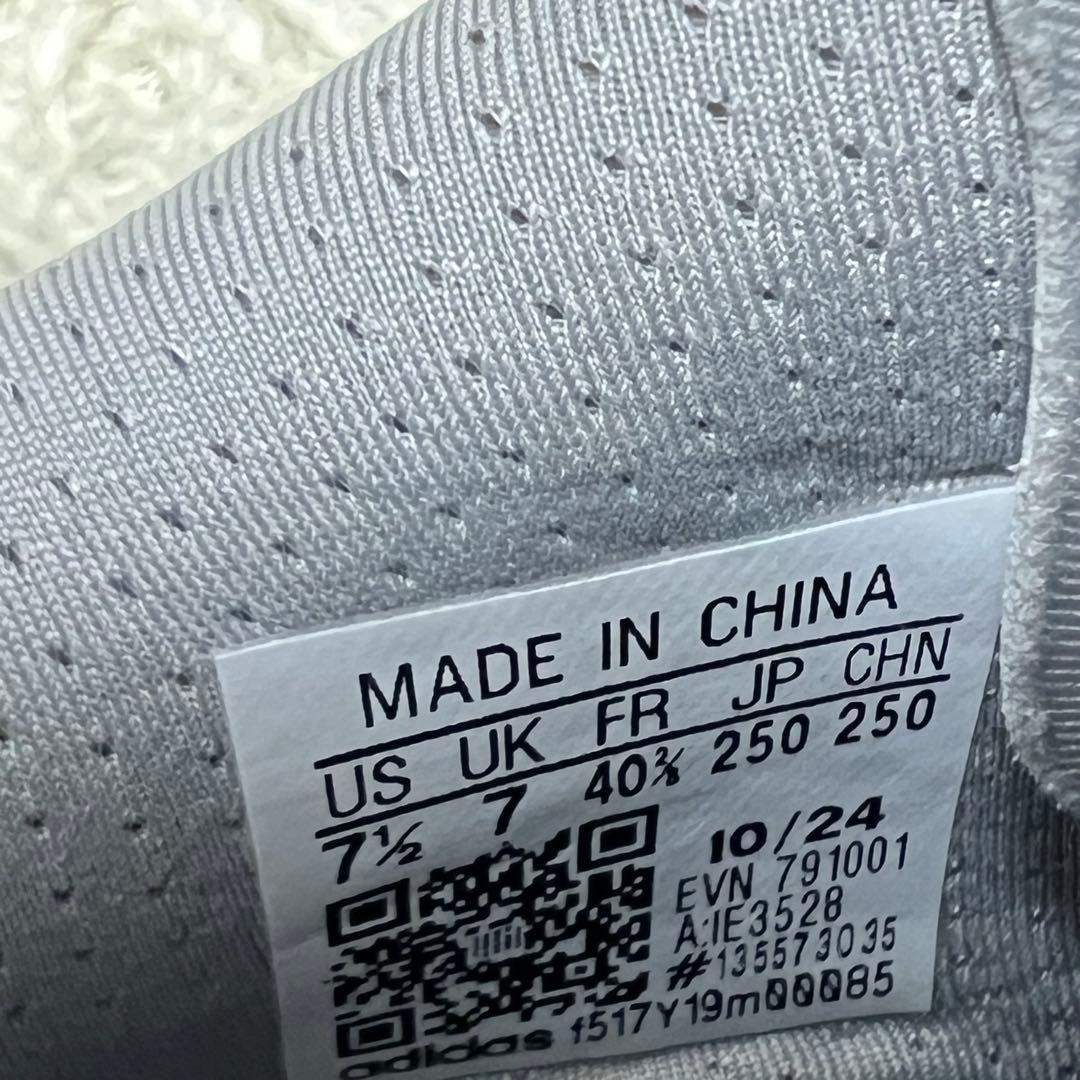 MADE IN CHINA
US UK FR JP CHN
7½ 7 40⅔ 250 250
10/24
EVN 791001
A:IE3528
#135573035
adidas f517Y19m00085